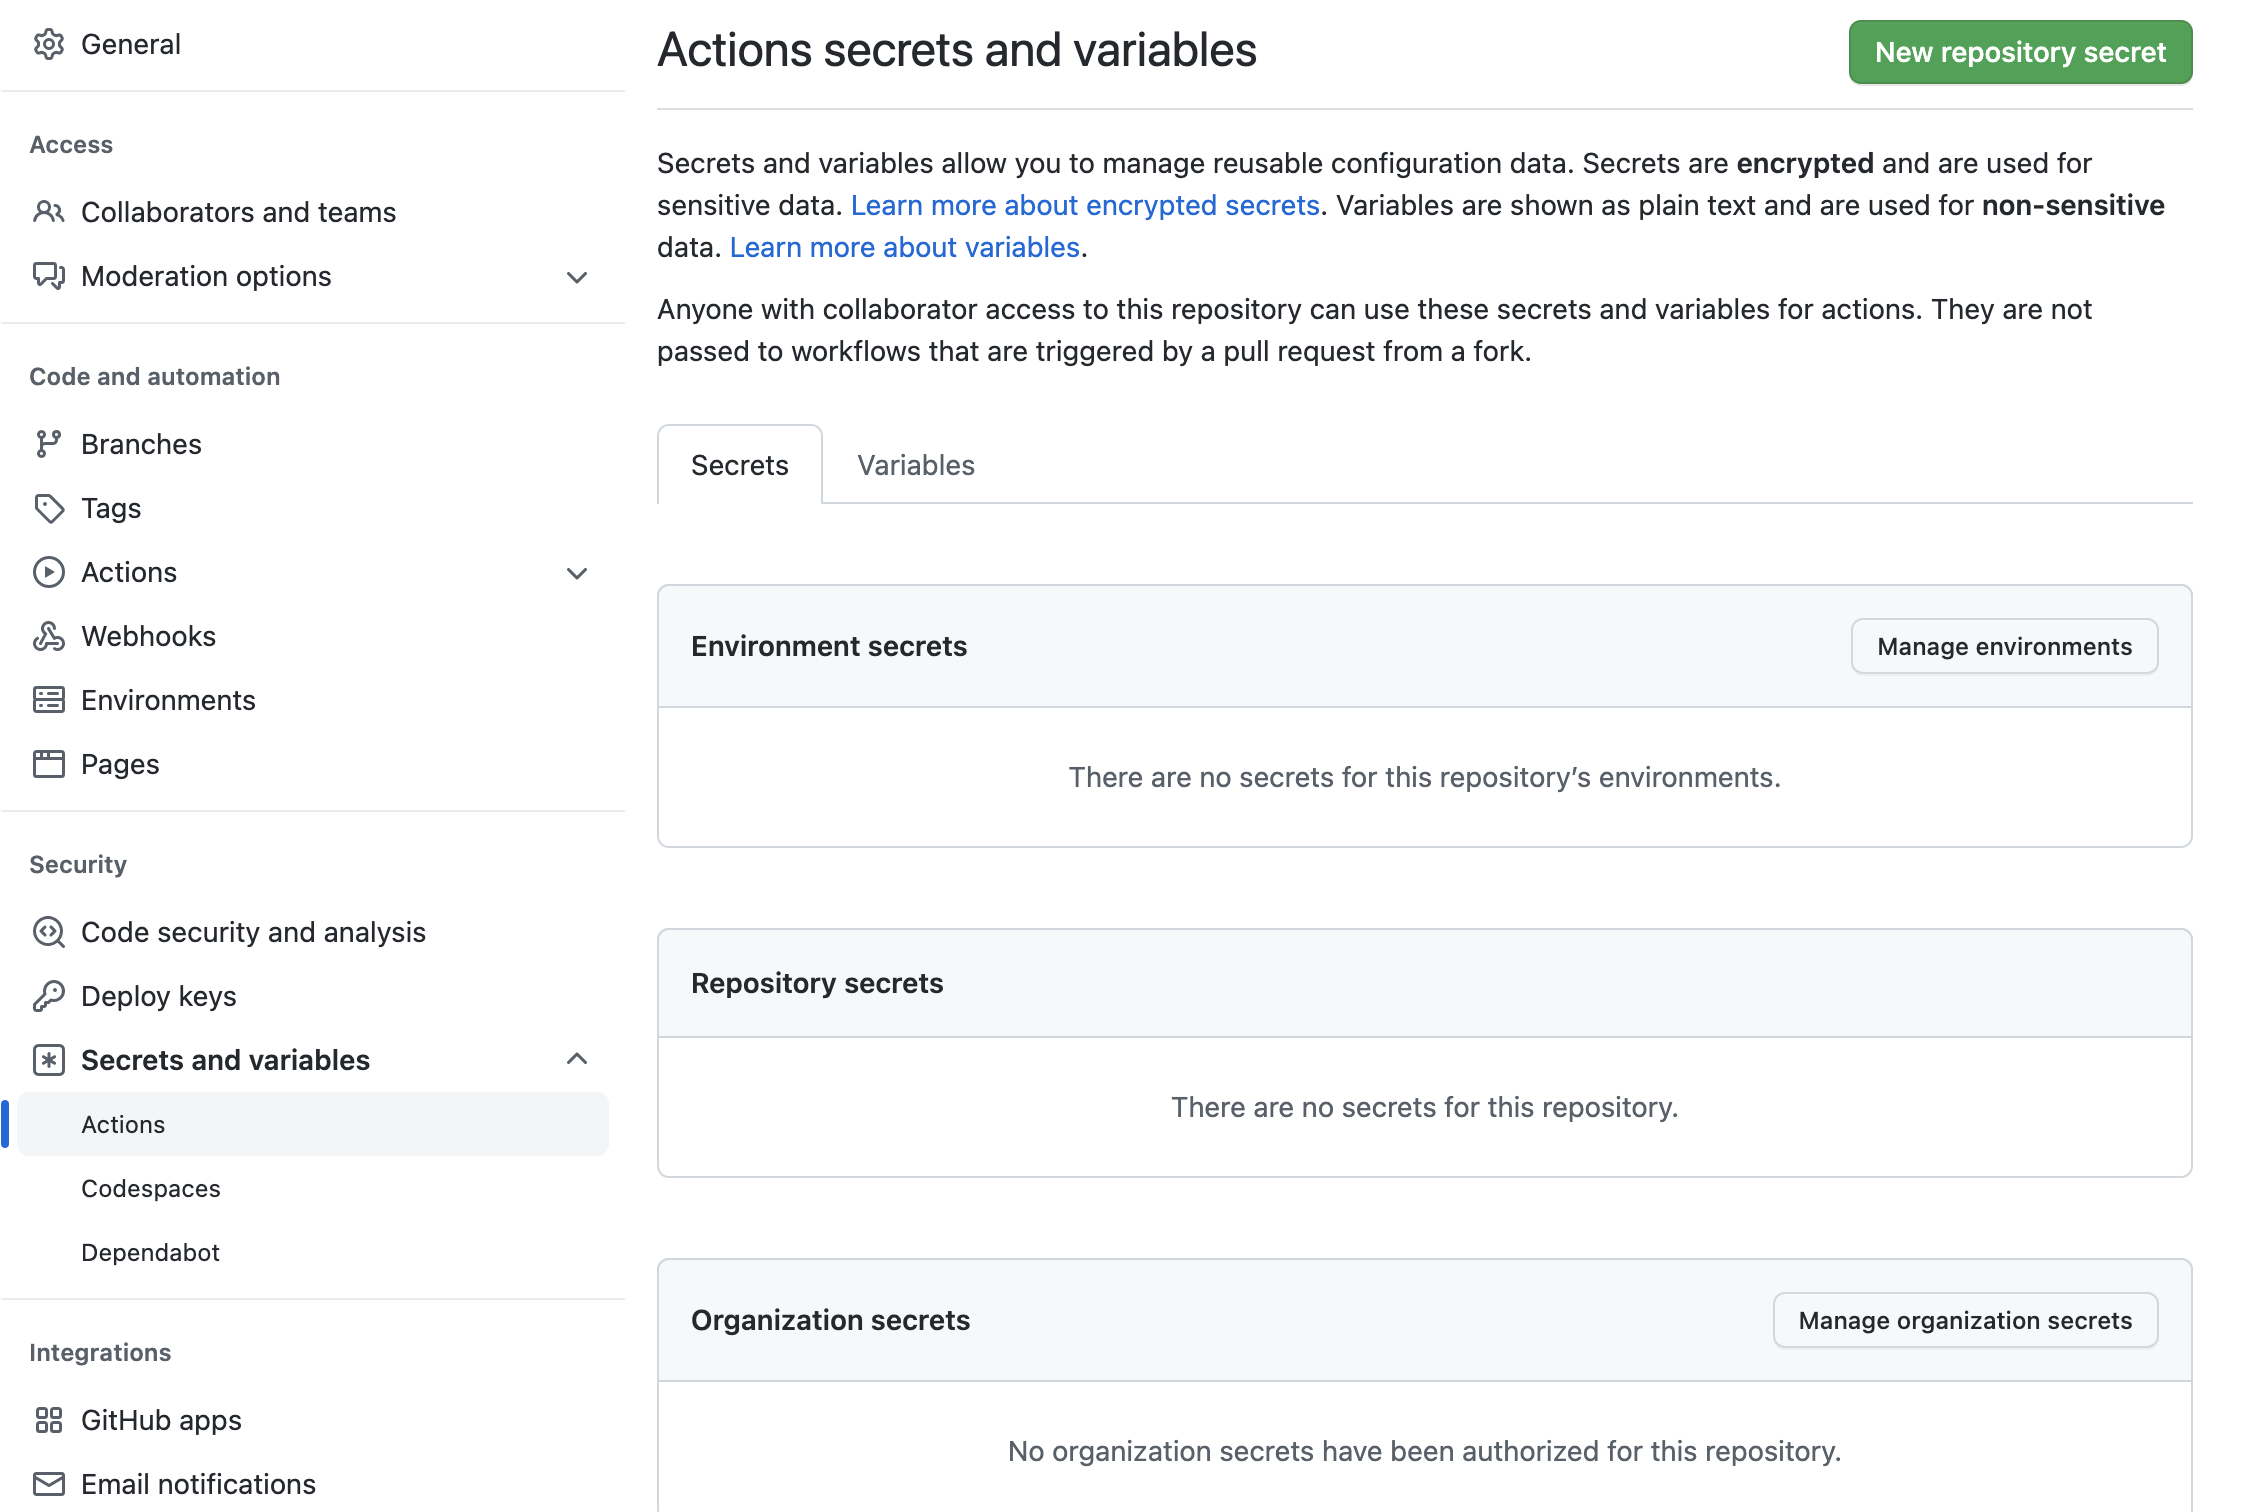 General
Access
Collaborators and teams
Moderation options
Code and automation
Branches
Tags
Actions
Webhooks
Environments
Pages
Security
Code security and analysis
Deploy keys
Secrets and variables
Actions
Codespaces
Dependabot
Integrations
GitHub apps
Email notifications
Actions secrets and variables
New repository secret
Secrets and variables allow you to manage reusable configuration data. Secrets are encrypted and are used for
sensitive data. Learn more about encrypted secrets. Variables are shown as plain text and are used for non-sensitive
data. Learn more about variables.
Anyone with collaborator access to this repository can use these secrets and variables for actions. They are not
passed to workflows that are triggered by a pull request from a fork.
Secrets
Variables
Environment secrets
Manage environments
There are no secrets for this repository’s environments.
Repository secrets
There are no secrets for this repository.
Organization secrets
Manage organization secrets
No organization secrets have been authorized for this repository.